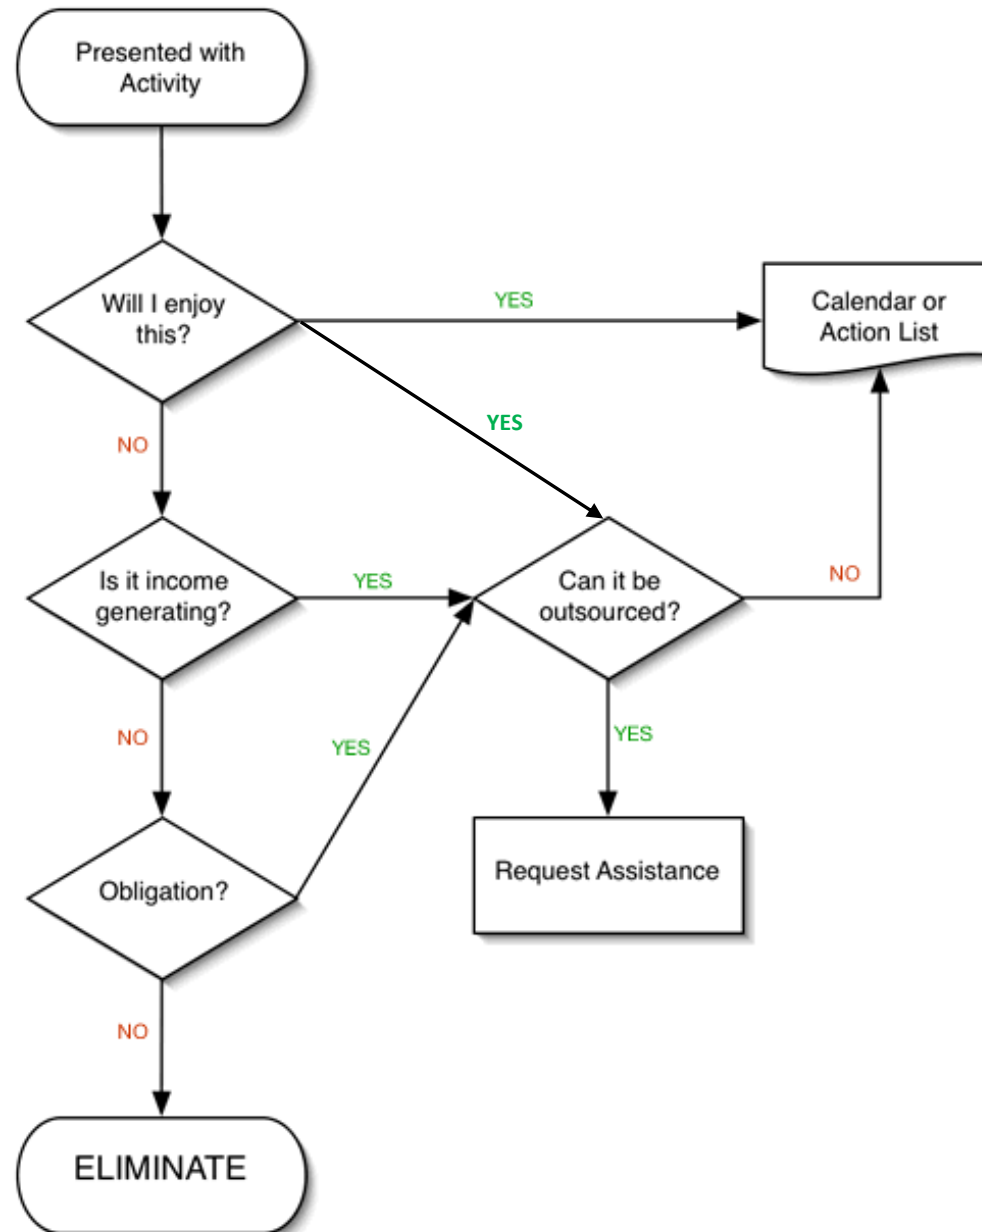 Presented with
Activity
Will I enjoy
this?
YES
Calendar or
Action List
YES
NO
Is it income
generating?
YES
Can it be
outsourced?
NO
NO
YES
YES
Obligation?
Request Assistance
NO
ELIMINATE